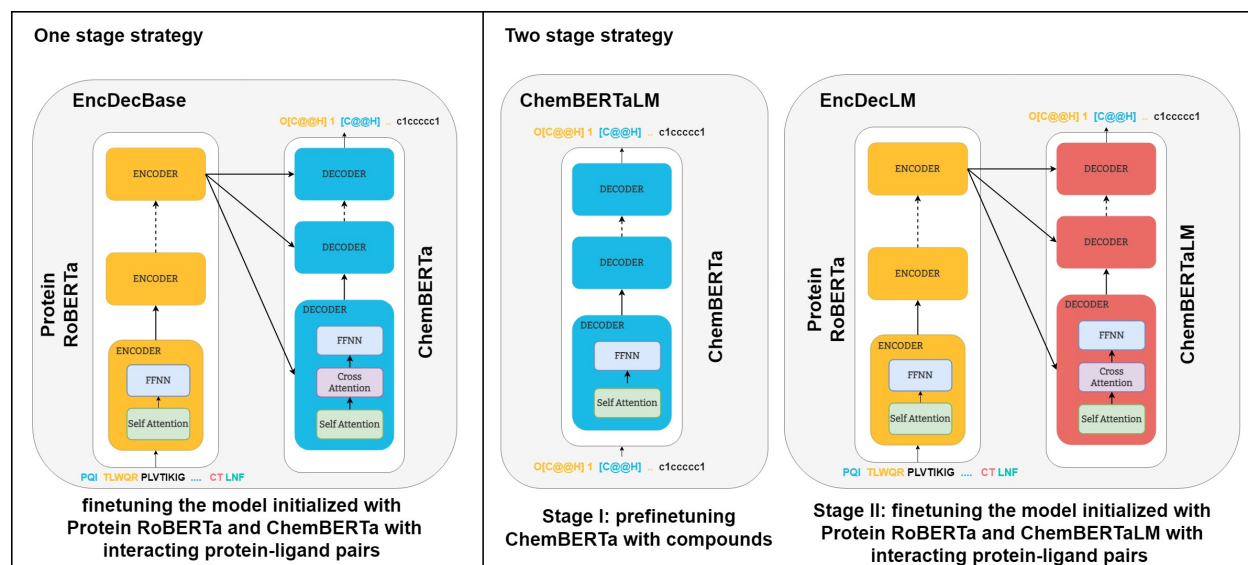 One stage strategy
EncDecBase
O[C@@H] 1 [C@@H] .. c1ccccc1
ENCODER
DECODER
DECODER
ENCODER
Protein
RoBERTa
ChemBERTa
DECODER
FFNN
Cross
Attention
Self Attention
ENCODER
FFNN
Self Attention
PQI TLWQR PLVTIKIG .... CT LNF
finetuning the model initialized with
Protein RoBERTa and ChemBERTa with
interacting protein-ligand pairs
Two stage strategy
ChemBERTaLM
O[C@@H] 1 [C@@H] .. c1ccccc1
DECODER
DECODER
ChemBERTa
DECODER
FFNN
Self Attention
O[C@@H] 1 [C@@H] .. c1ccccc1
Stage I: prefinetuning
ChemBERTa with compounds
EncDecLM
O[C@@H] 1 [C@@H] .. c1ccccc1
ENCODER
DECODER
DECODER
ENCODER
Protein
RoBERTa
ChemBERTaLM
DECODER
FFNN
Cross
Attention
Self Attention
ENCODER
FFNN
Self Attention
PQI TLWQR PLVTIKIG .... CT LNF
Stage II: finetuning the model initialized with
Protein RoBERTa and ChemBERTaLM with
interacting protein-ligand pairs